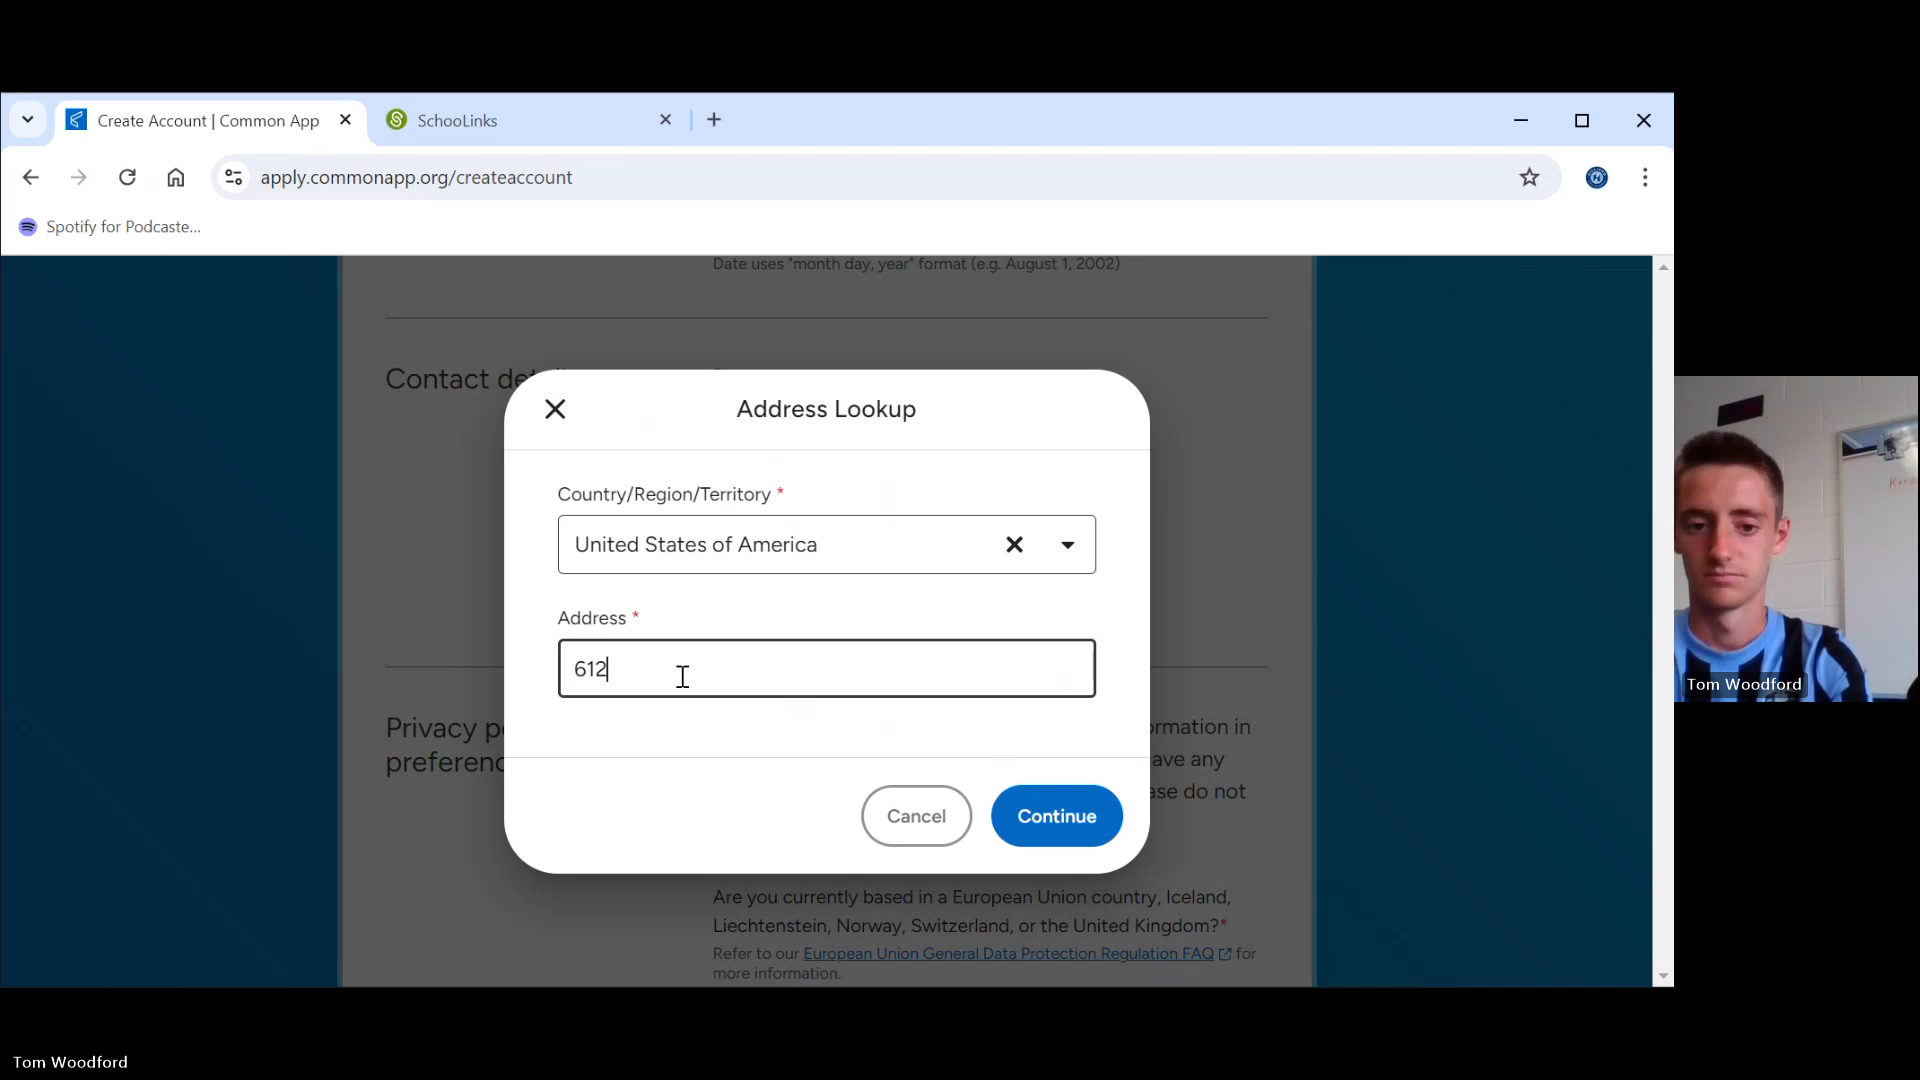 Create Account | Common App
SchooLinks
apply.commonapp.org/createaccount
Spotify for Podcaste...
Date uses "month day, year" format (e.g. August 1, 2002)
Contact det
Address Lookup
Country/Region/Territory *
United States of America
Address *
612
Privacy p
preferenc
ormation in
ave any
ase do not
Cancel
Continue
Are you currently based in a European Union country, Iceland,
Liechtenstein, Norway, Switzerland, or the United Kingdom?*
Refer to our European Union General Data Protection Regulation FAQ for
more information.
Tom Woodford
Tom Woodford